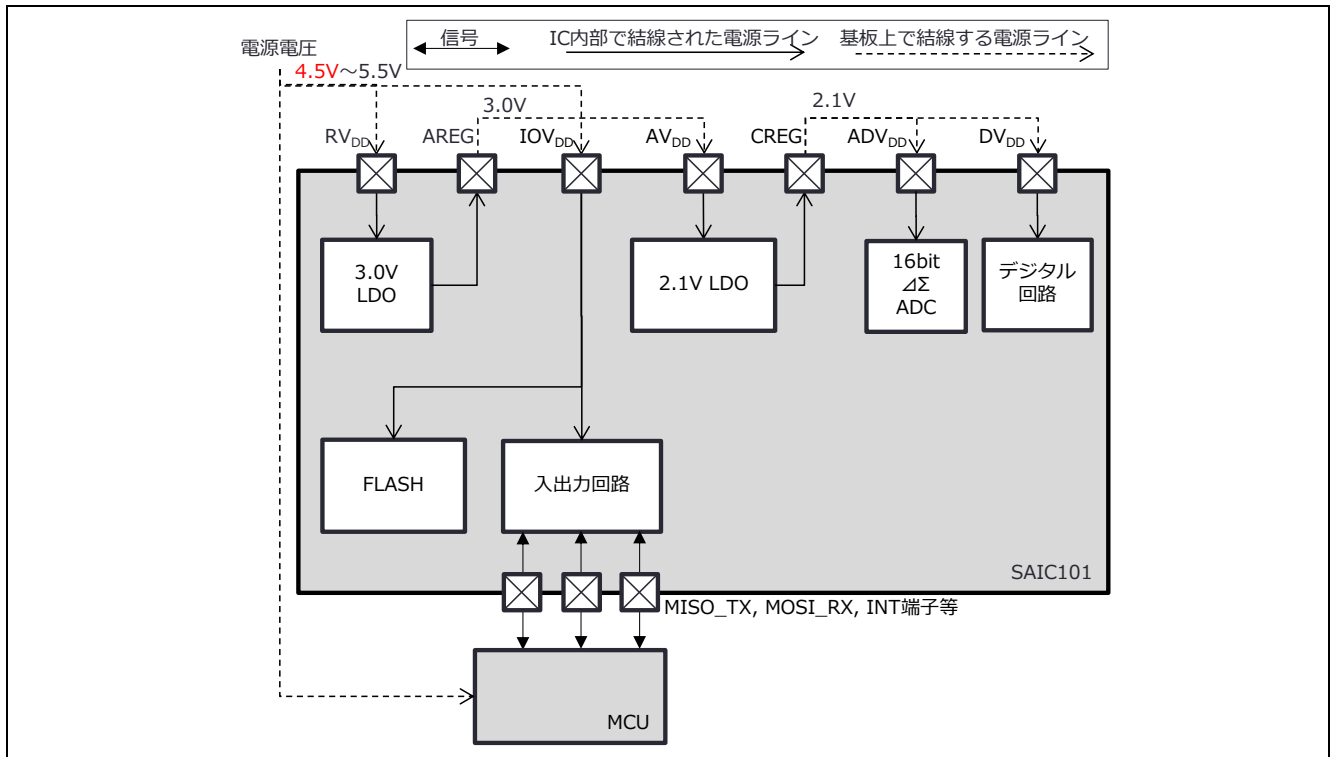 信号
IC内部で結線された電源ライン
基板上で結線する電源ライン
電源電圧
4.5V～5.5V
3.0V
2.1V
RVDD
AREG
IOVDD
AVDD
CREG
ADVDD
DVDD
3.0V
LDO
2.1V LDO
16bit
⊿Σ
ADC
デジタル
回路
FLASH
入出力回路
SAIC101
MISO_TX, MOSI_RX, INT端子等
MCU